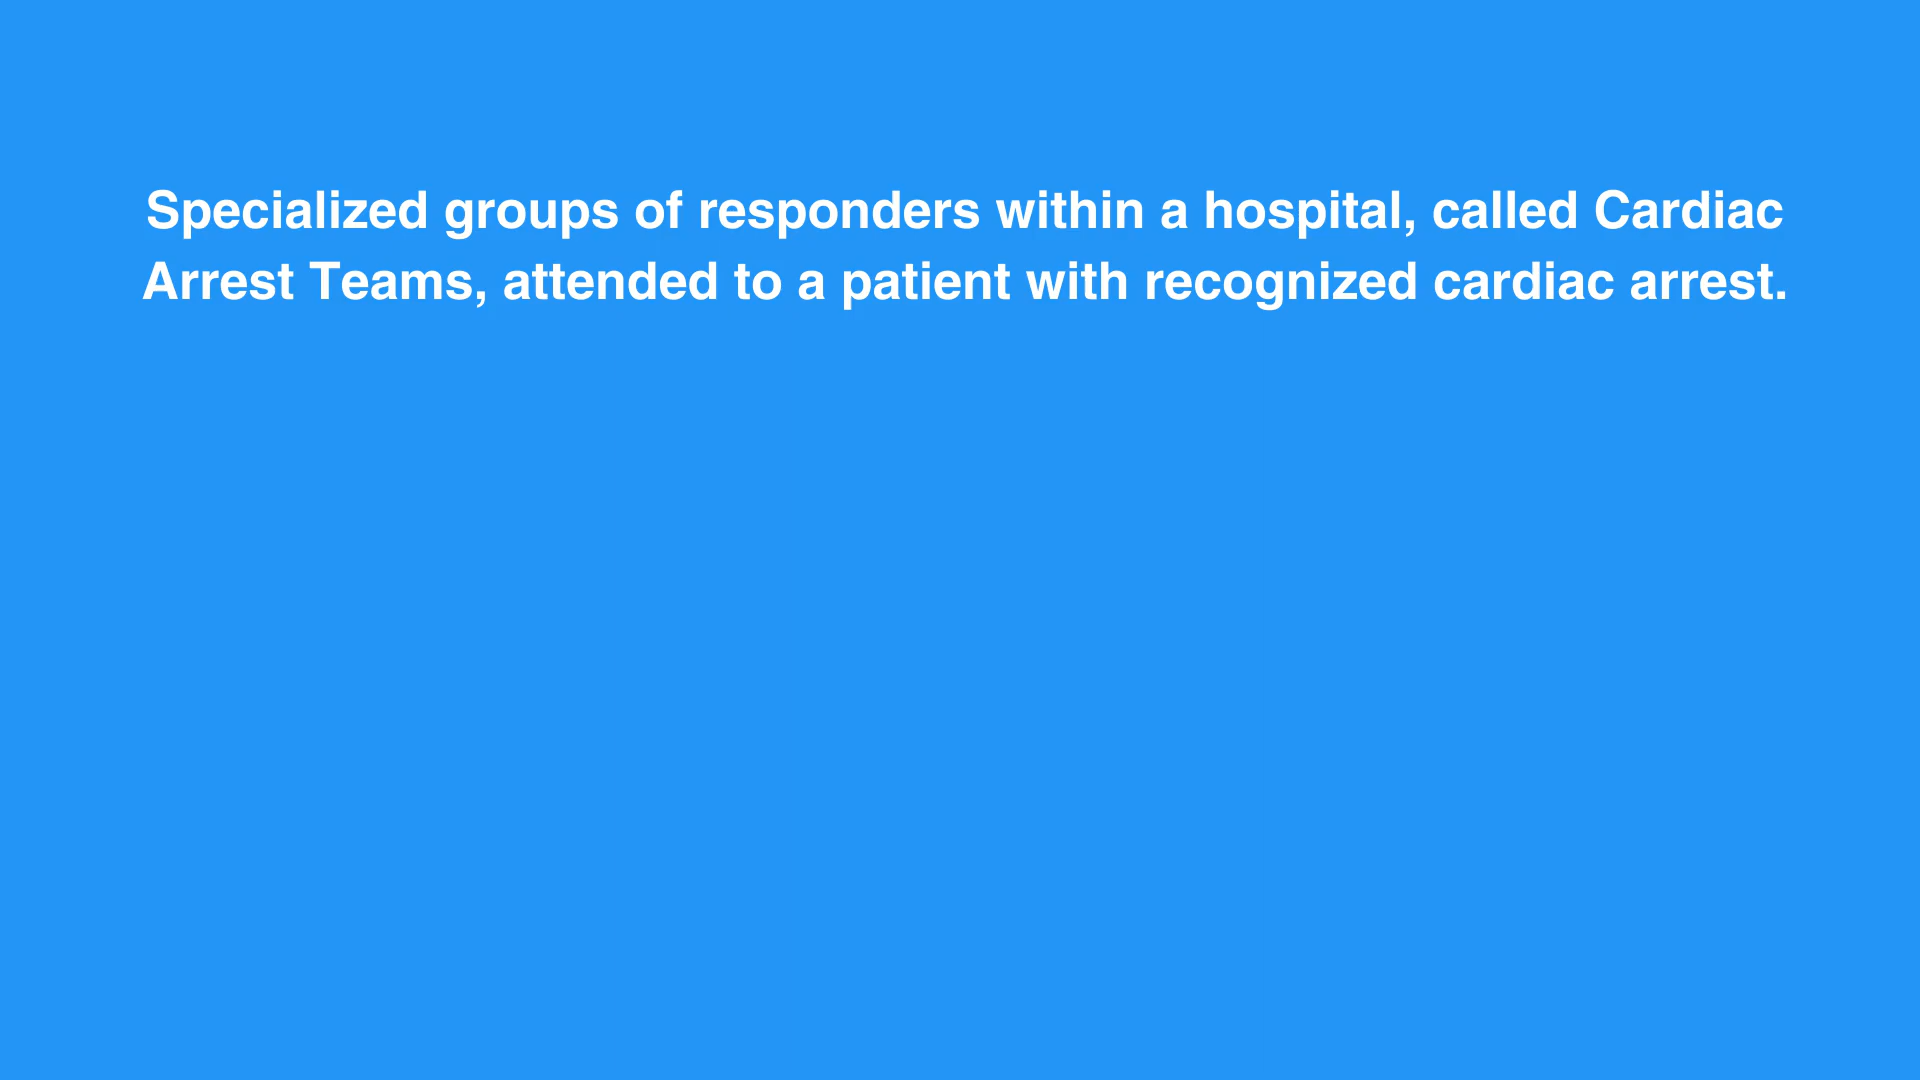 Specialized groups of responders within a hospital, called Cardiac
Arrest Teams, attended to a patient with recognized cardiac arrest.